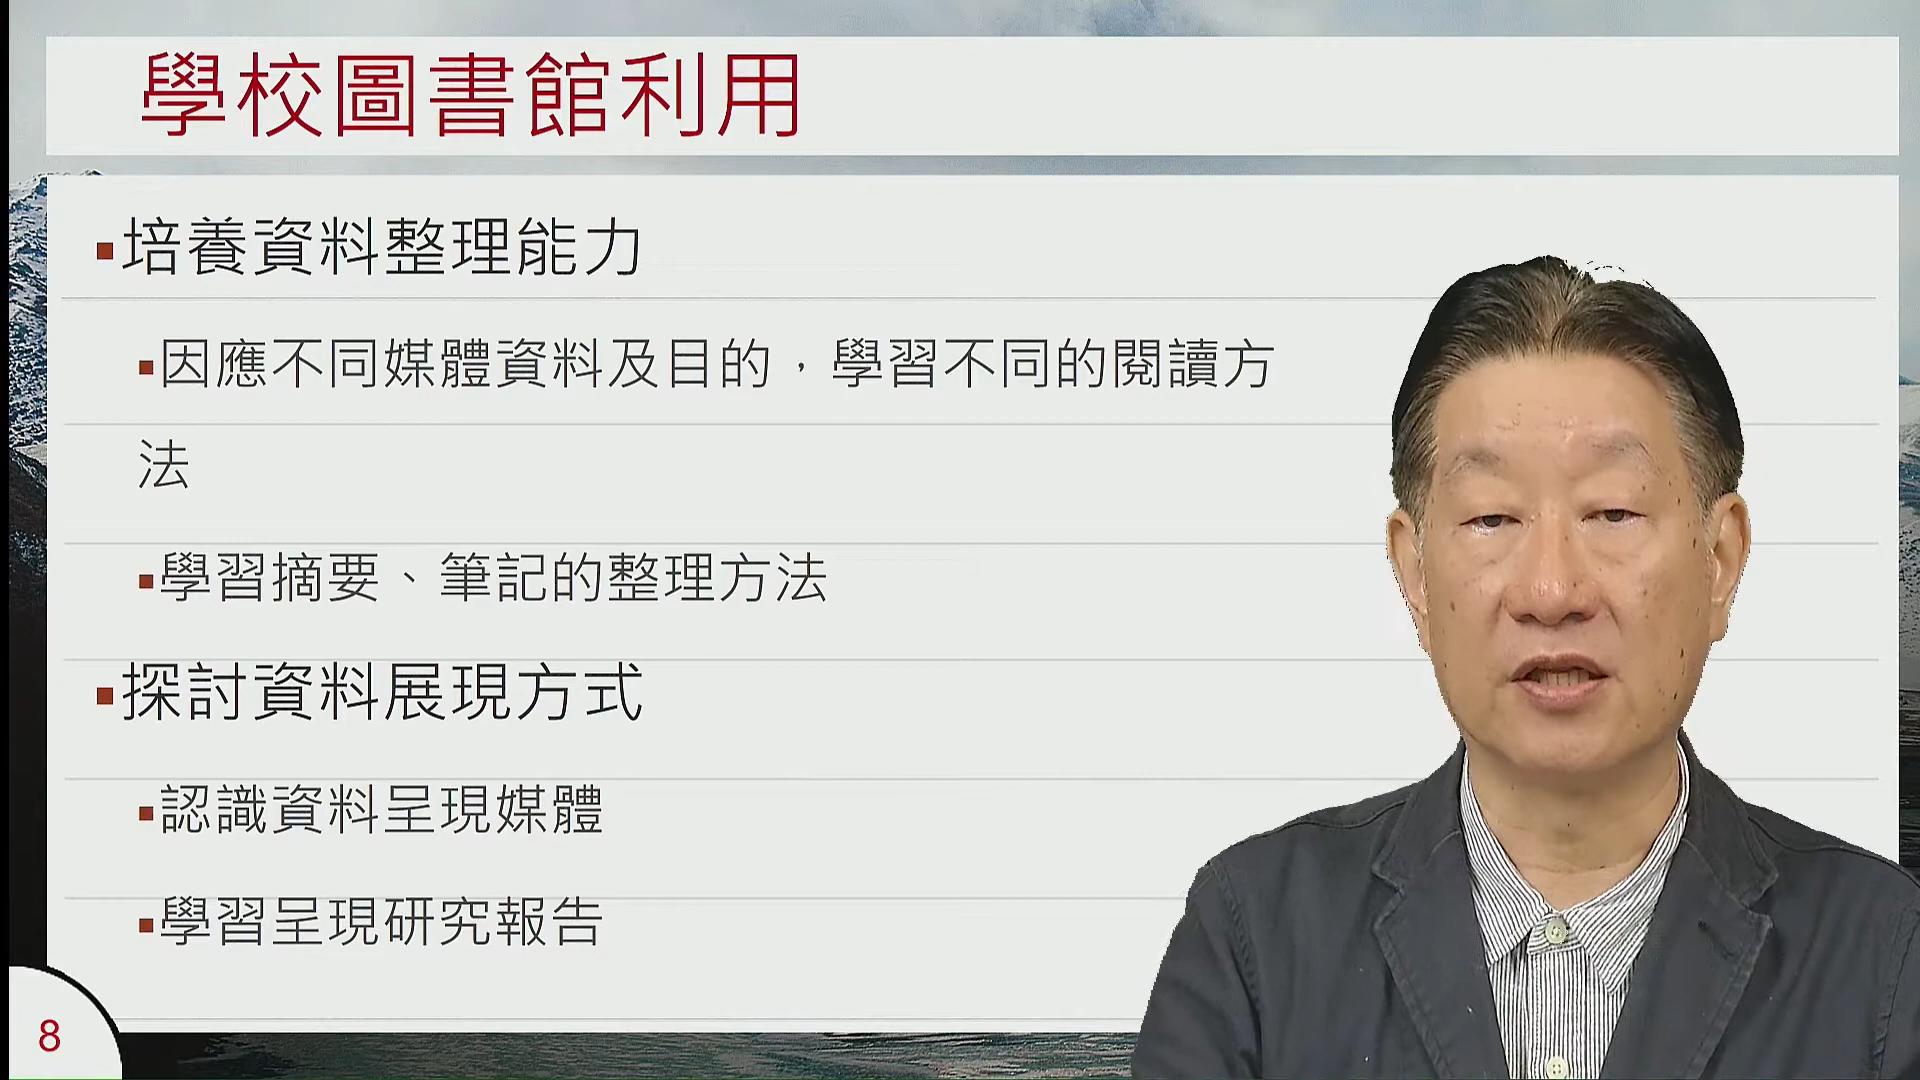 學校圖書館利用
▪培養資料整理能力
▪因應不同媒體資料及目的，學習不同的閱讀方
法
▪學習摘要、筆記的整理方法
▪探討資料展現方式
▪認識資料呈現媒體
▪學習呈現研究報告
8